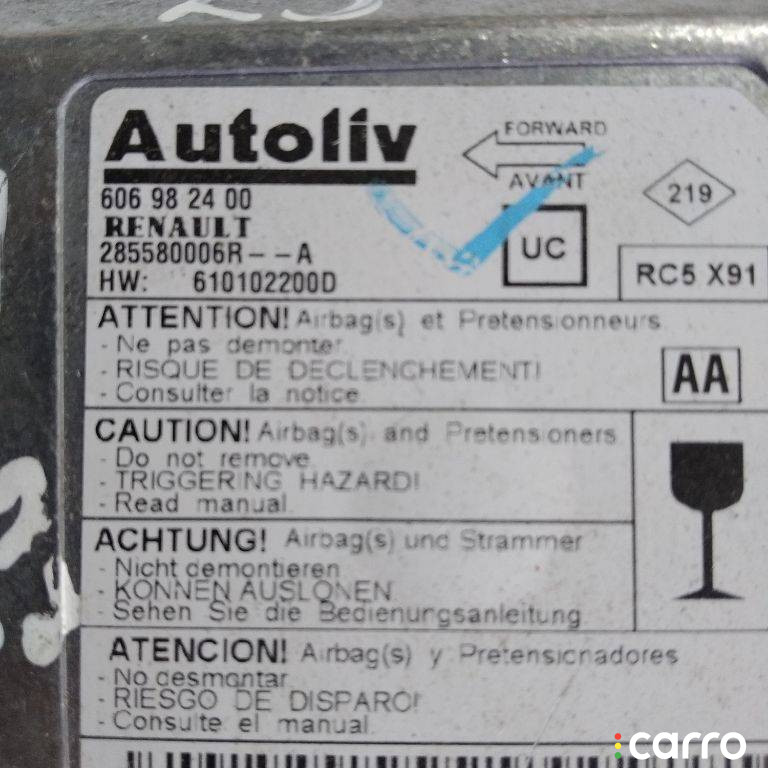 Autoliv
FORWARD
AVANT
219
606 98 24 00
RENAULT
285580006R--A
UC
HW: 610102200D
RC5 X91
ATTENTION! Airbag(s) et Pretensionneurs
- Ne pas demonter
- RISQUE DE DECLENCHEMENT!
- Consulter la notice
AA
CAUTION! Airbag(s) and Pretensioners
- Do not remove
- TRIGGERING HAZARD!
- Read manual
ACHTUNG! Airbag(s) und Strammer
- Nicht demontieren
- KONNEN AUSLONEN
- Sehen Sie die Bedienungsanleitung
ATENCION! Airbag(s) y Pretensionadores
- No desmontar
- RIESGO DE DISPARO!
- Consulte el manual
carro